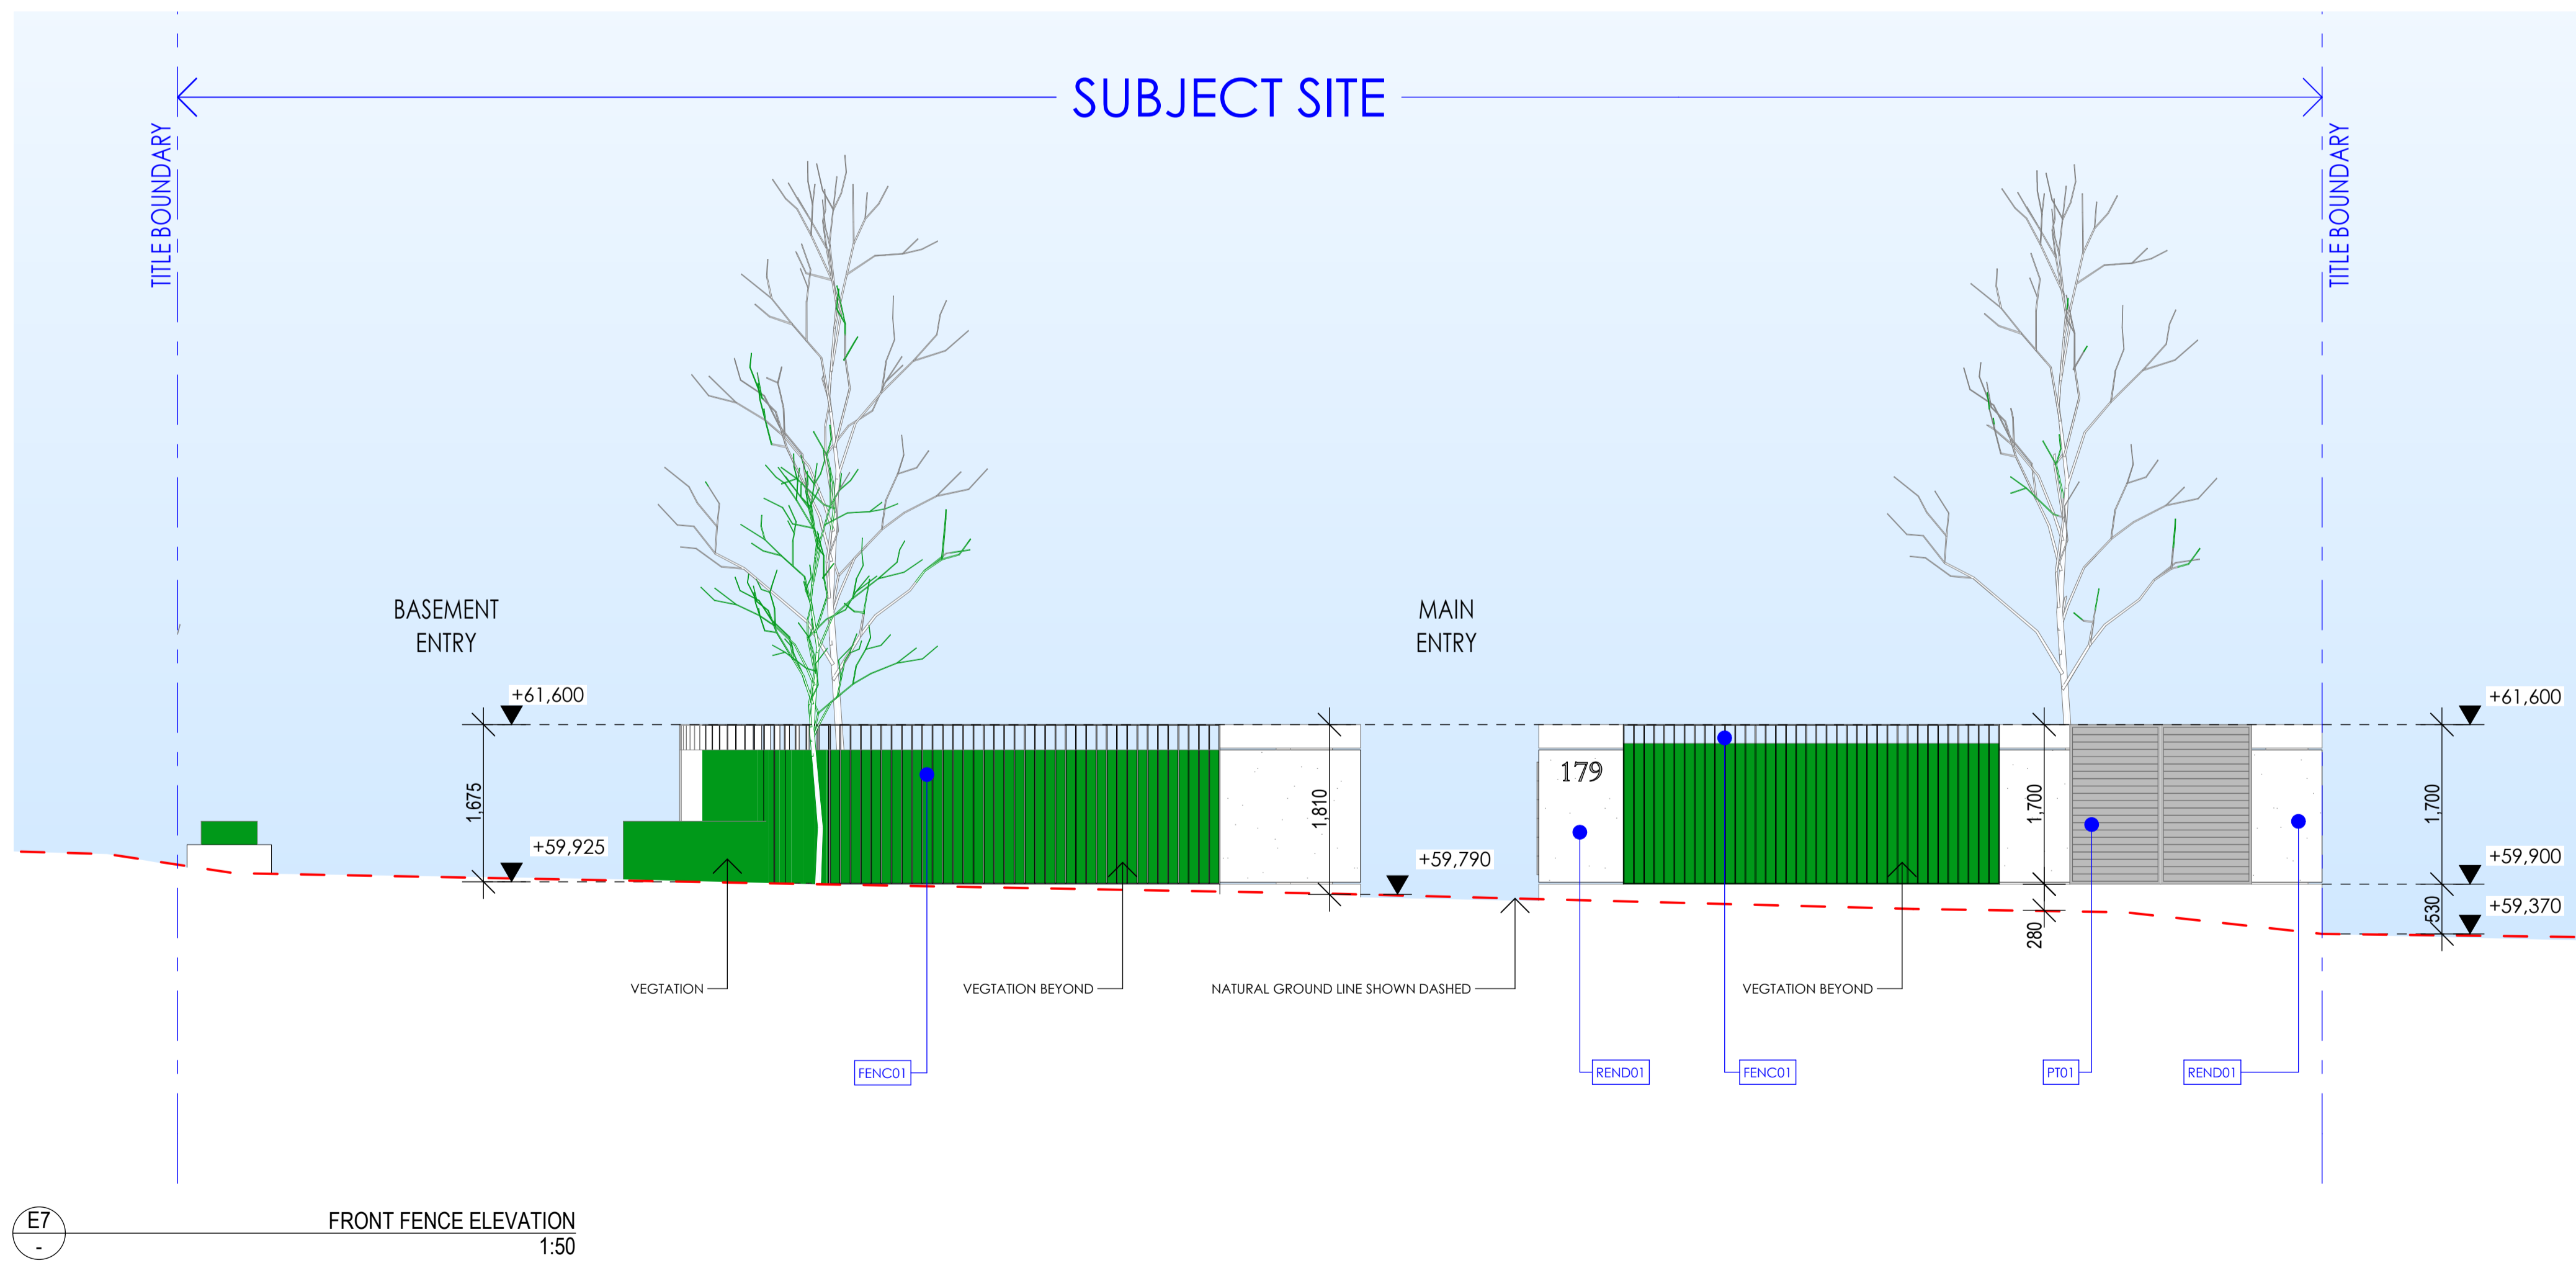 SUBJECT SITE
TITLE BOUNDARY
TITLE BOUNDARY
BASEMENT
ENTRY
MAIN
ENTRY
+61,600
+61,600
179
1,675
1,810
1,700
1,700
+59,925
+59,790
+59,900
530
+59,370
280
VEGTATION
VEGTATION BEYOND
NATURAL GROUND LINE SHOWN DASHED
VEGTATION BEYOND
FENC01
REND01
FENC01
PT01
REND01
E7
-
FRONT FENCE ELEVATION
1:50